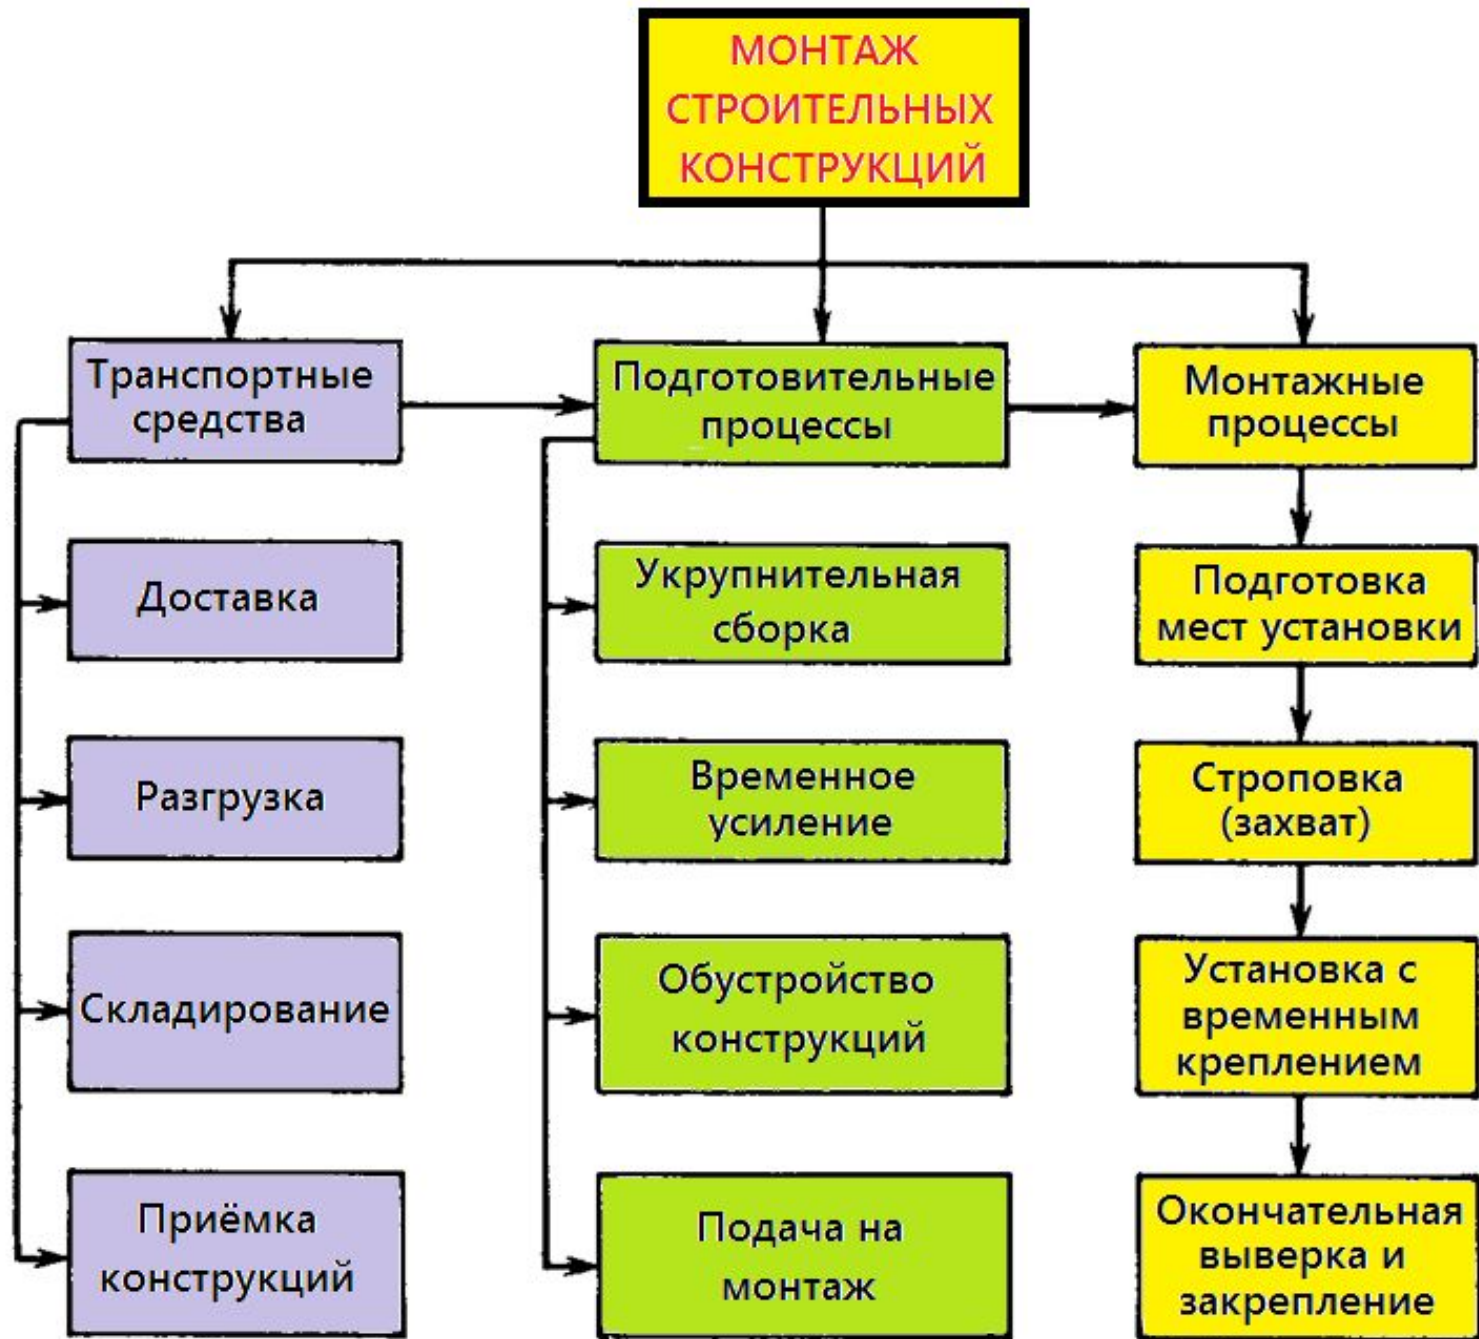 МОНТАЖ
СТРОИТЕЛЬНЫХ
КОНСТРУКЦИЙ
Транспортные
средства
Подготовительные
процессы
Монтажные
процессы
Доставка
Укрупнительная
сборка
Подготовка
мест установки
Разгрузка
Временное
усиление
Строповка
(захват)
Складирование
Обустройство
конструкций
Установка с
временным
креплением
Приёмка
конструкций
Подача на
монтаж
Окончательная
выверка и
закрепление